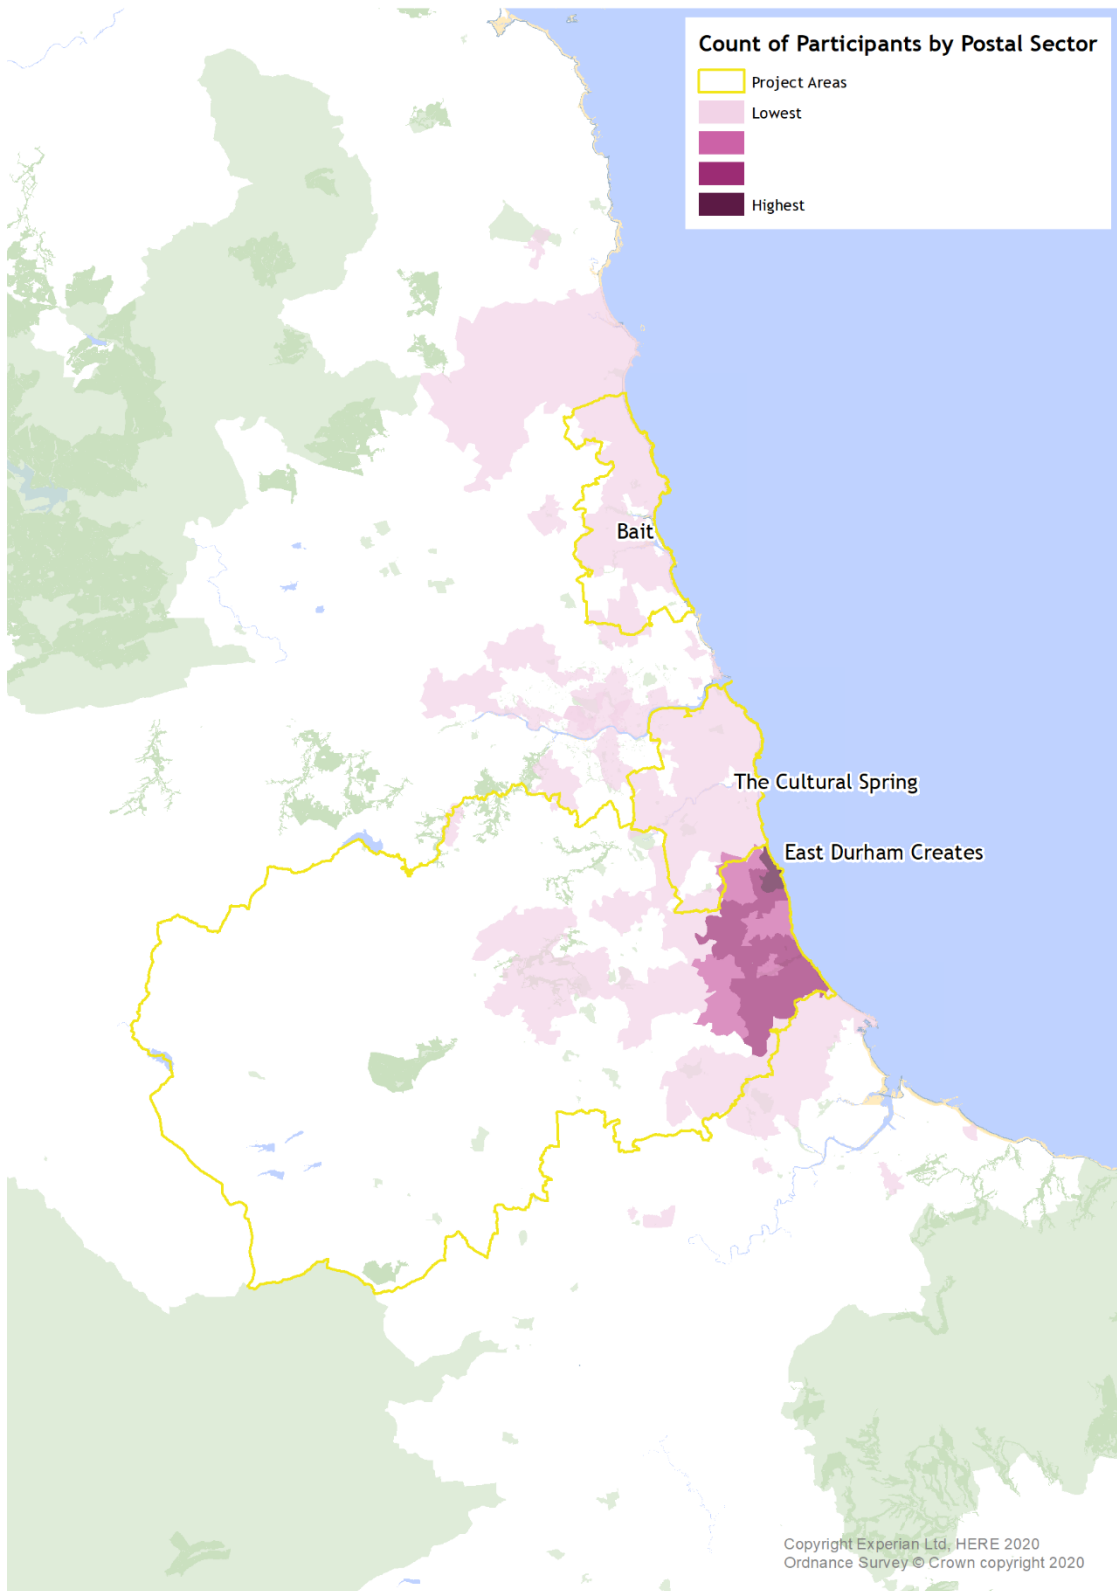 Count of Participants by Postal Sector
Project Areas
Lowest
Highest
Bait
The Cultural Spring
East Durham Creates
Copyright Experian Ltd, HERE 2020
Ordnance Survey © Crown copyright 2020